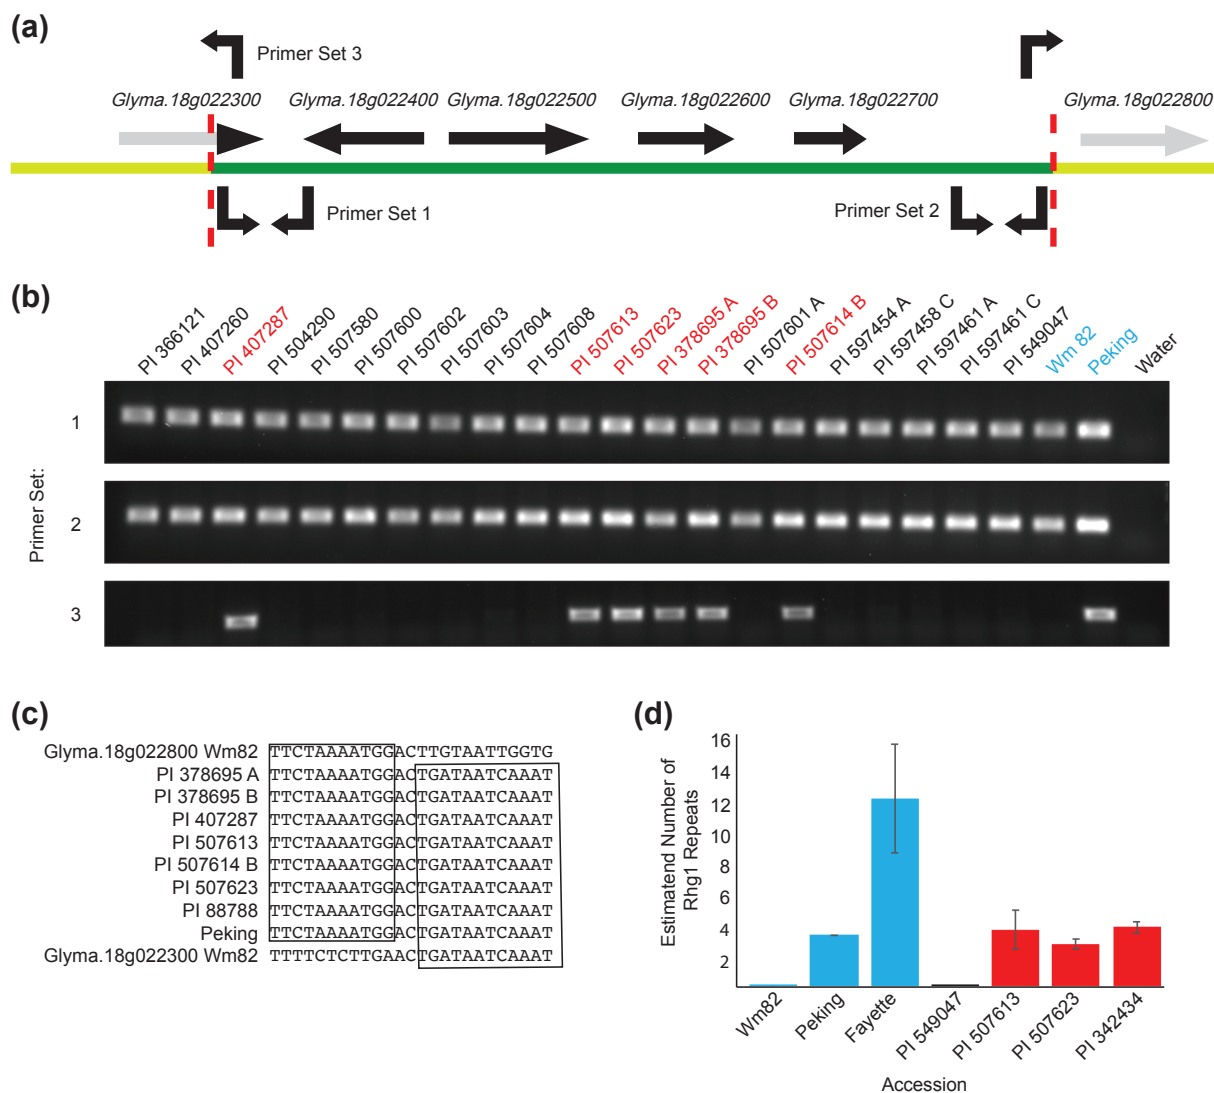 (a)
Primer Set 3
Glyma.18g022300 Glyma.18g022400 Glyma.18g022500 Glyma.18g022600 Glyma.18g022700 Glyma.18g022800
Primer Set 1
Primer Set 2
(b)
PI 366121
PI 407260
PI 407287
PI 504290
PI 507580
PI 507600
PI 507602
PI 507603
PI 507604
PI 507608
PI 507613
PI 507623
PI 378695 A
PI 378695 B
PI 507601 A
PI 507614 B
PI 597454 A
PI 597458 C
PI 597461 A
PI 597461 C
PI 549047
Wm 82
Peking
Water
Primer Set:
1
2
3
(c)
Glyma.18g022800 Wm82 TTCTAAAATGGACTTGTAATTGGTG
PI 378695 A TTCTAAAATGGACTGATAATCAAAT
PI 378695 B TTCTAAAATGGACTGATAATCAAAT
PI 407287 TTCTAAAATGGACTGATAATCAAAT
PI 507613 TTCTAAAATGGACTGATAATCAAAT
PI 507614 B TTCTAAAATGGACTGATAATCAAAT
PI 507623 TTCTAAAATGGACTGATAATCAAAT
PI 88788 TTCTAAAATGGACTGATAATCAAAT
Peking TTCTAAAATGGACTGATAATCAAAT
Glyma.18g022300 Wm82 TTTTCTCTTGAACTGATAATCAAAT
(d)
Estimatend Number of
Rhg1 Repeats
16
14
12
10
8
6
4
2
Wm82
Peking
Fayette
PI 549047
PI 507613
PI 507623
PI 342434
Accession